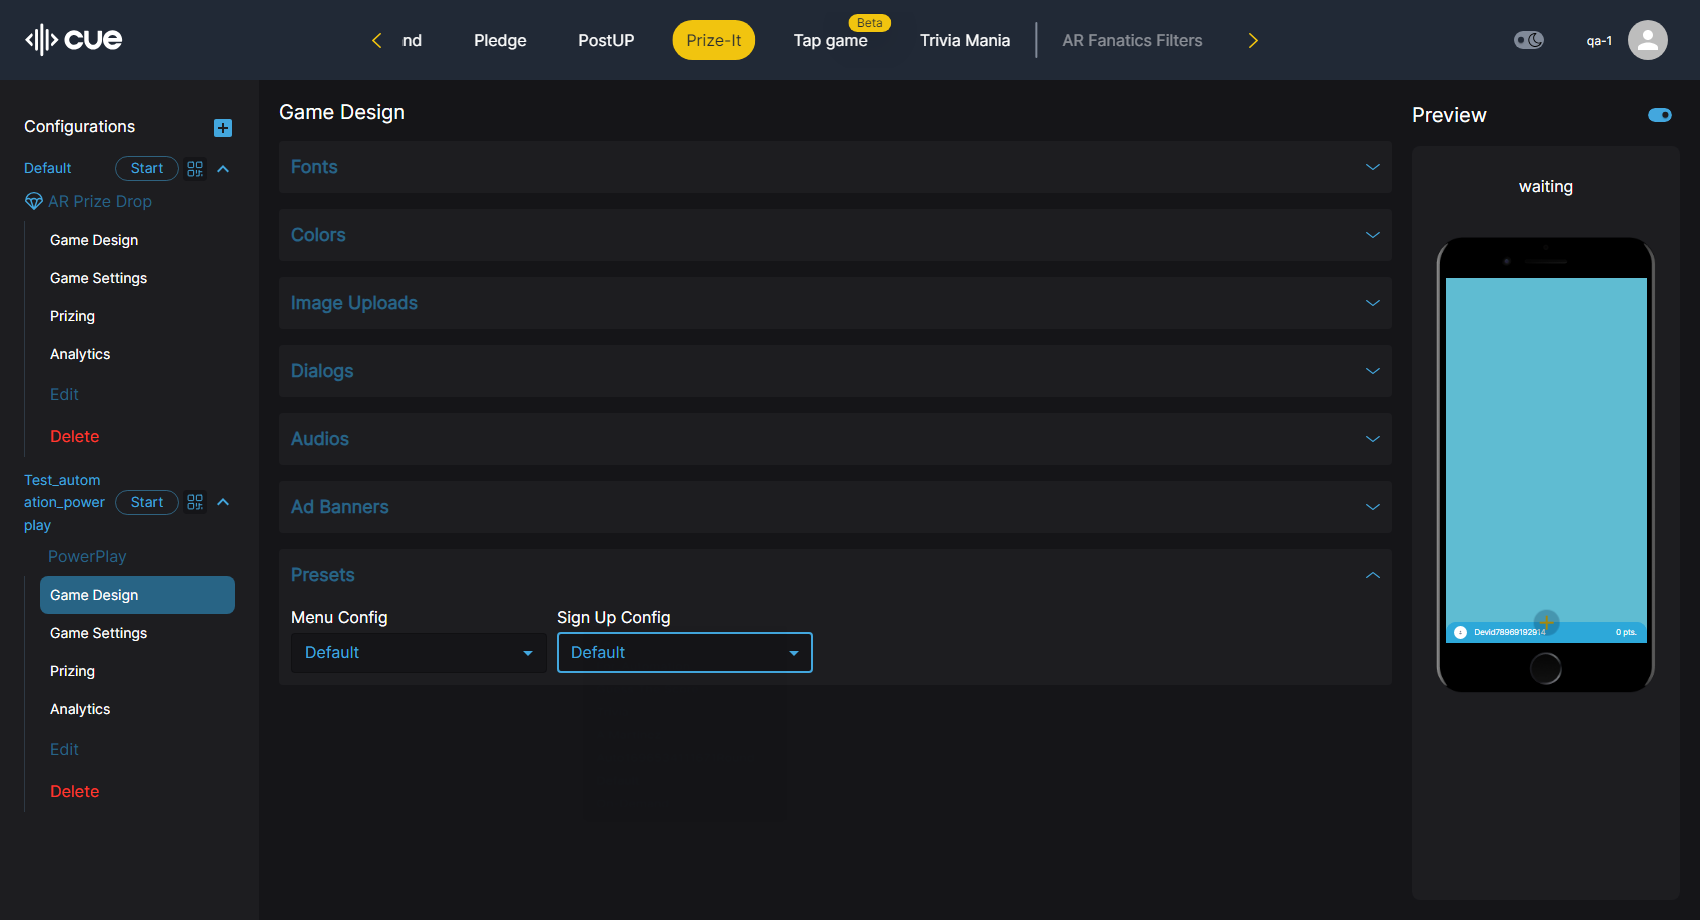 cue
nd
Pledge
PostUP
Prize-It
Beta
Tap game
Trivia Mania
AR Fanatics Filters
qa-1
Configurations
Default
Start
AR Prize Drop
Game Design
Game Settings
Prizing
Analytics
Edit
Delete
Test_autom
ation_power
play
Start
PowerPlay
Game Design
Game Settings
Prizing
Analytics
Edit
Delete
Game Design
Fonts
Colors
Image Uploads
Dialogs
Audios
Ad Banners
Presets
Menu Config
Sign Up Config
Default
Default
Preview
waiting
Devid78969192914
0 pts.